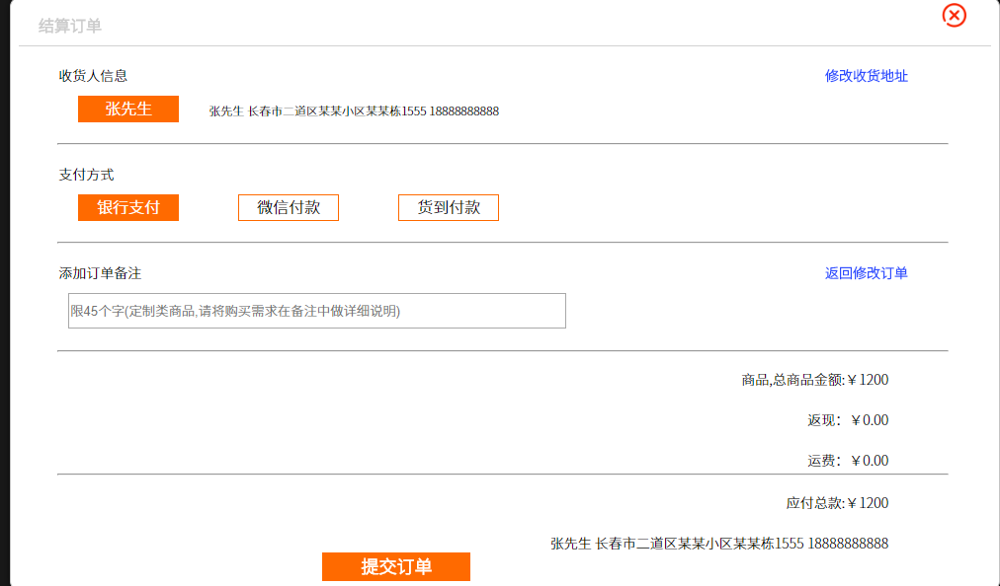 结算订单
收货人信息 修改收货地址
张先生 张先生 长春市二道区某某小区某某栋1555 18888888888
支付方式
银行支付 微信付款 货到付款
添加订单备注 返回修改订单
限45个字(定制类商品,请将购买需求在备注中做详细说明)
商品,总商品金额:￥1200
返现：￥0.00
运费：￥0.00
应付总款:￥1200
张先生 长春市二道区某某小区某某栋1555 18888888888
提交订单